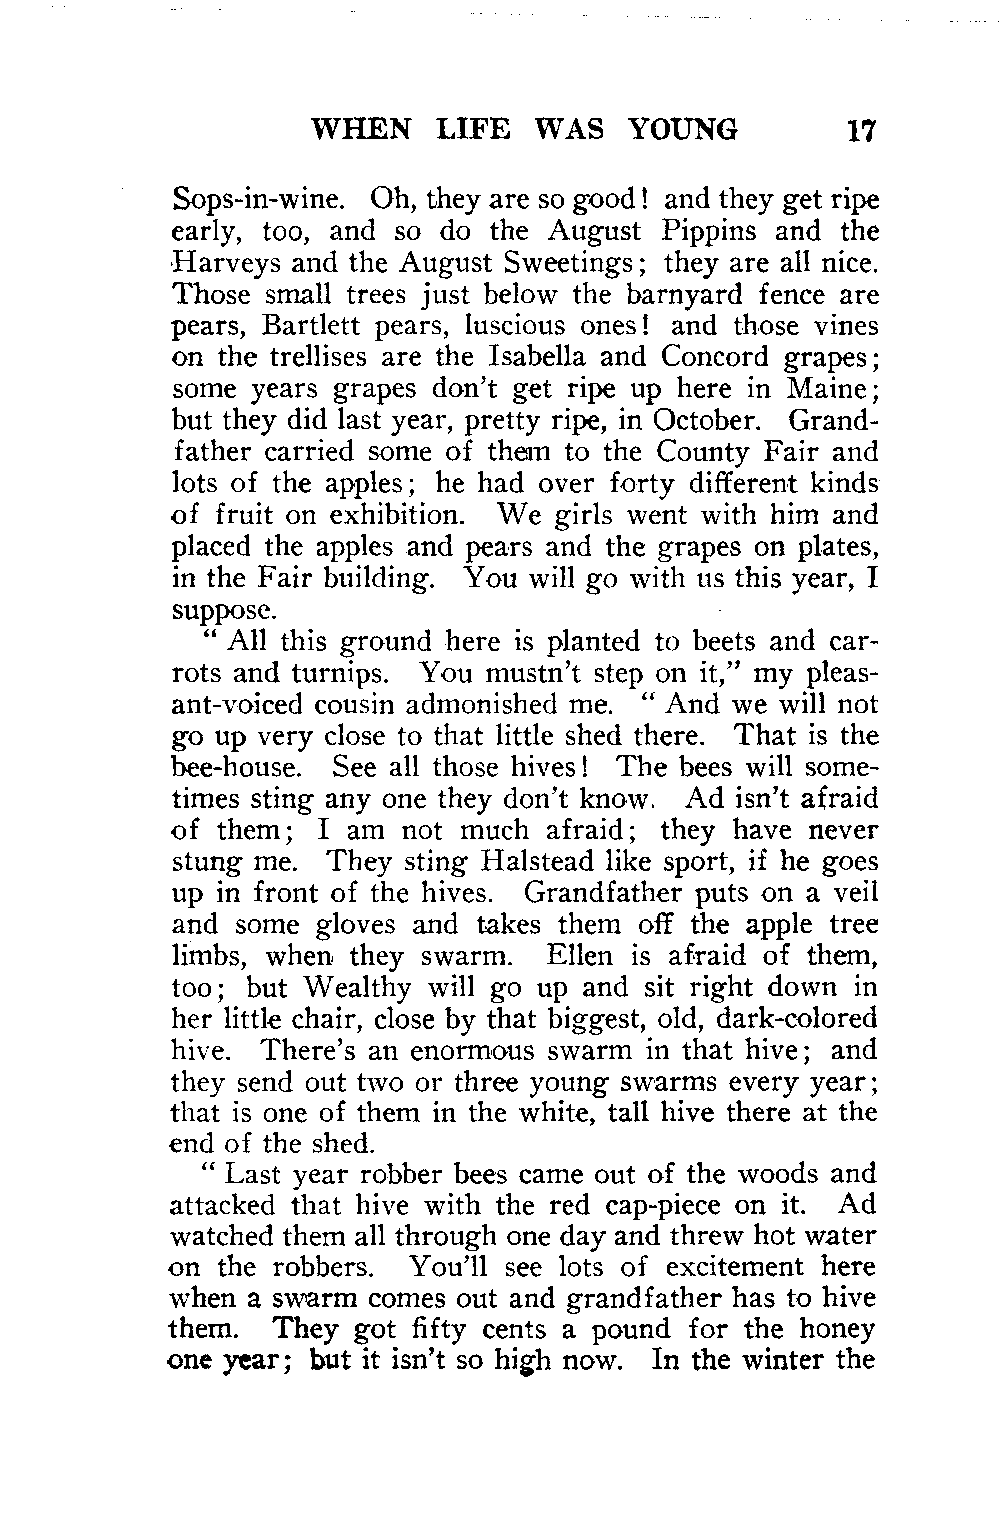 WHEN LIFE WAS YOUNG 17
Sops-in-wine. Oh, they are so good! and they get ripe
early, too, and so do the August Pippins and the
Harveys and the August Sweetings; they are all nice.
Those small trees just below the barnyard fence are
pears, Bartlett pears, luscious ones! and those vines
on the trellises are the Isabella and Concord grapes;
some years grapes don't get ripe up here in Maine;
but they did last year, pretty ripe, in October. Grand-
father carried some of them to the County Fair and
lots of the apples; he had over forty different kinds
of fruit on exhibition. We girls went with him and
placed the apples and pears and the grapes on plates,
in the Fair building. You will go with us this year, I
suppose.
" All this ground here is planted to beets and car-
rots and turnips. You mustn't step on it," my pleas-
ant-voiced cousin admonished me. " And we will not
go up very close to that little shed there. That is the
bee-house. See all those hives! The bees will some-
times sting any one they don't know. Ad isn't afraid
of them; I am not much afraid; they have never
stung me. They sting Halstead like sport, if he goes
up in front of the hives. Grandfather puts on a veil
and some gloves and takes them off the apple tree
limbs, when they swarm. Ellen is afraid of them,
too; but Wealthy will go up and sit right down in
her little chair, close by that biggest, old, dark-colored
hive. There's an enormous swarm in that hive; and
they send out two or three young swarms every year;
that is one of them in the white, tall hive there at the
end of the shed.
" Last year robber bees came out of the woods and
attacked that hive with the red cap-piece on it. Ad
watched them all through one day and threw hot water
on the robbers. You'll see lots of excitement here
when a swarm comes out and grandfather has to hive
them. They got fifty cents a pound for the honey
one year; but it isn't so high now. In the winter the